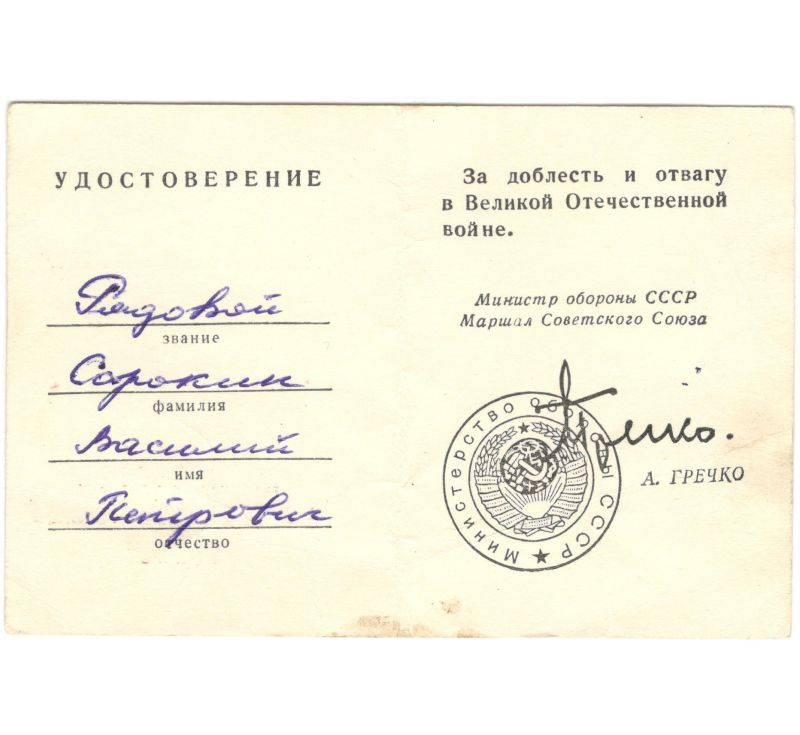 УДОСТОВЕРЕНИЕ
Рядовой
звание
Сорокин
фамилия
Василий
имя
Петрович
отчество
За доблесть и отвагу
в Великой Отечественной
войне.
Министр обороны СССР
Маршал Советского Союза
Министерство обороны СССР
А. ГРЕЧКО